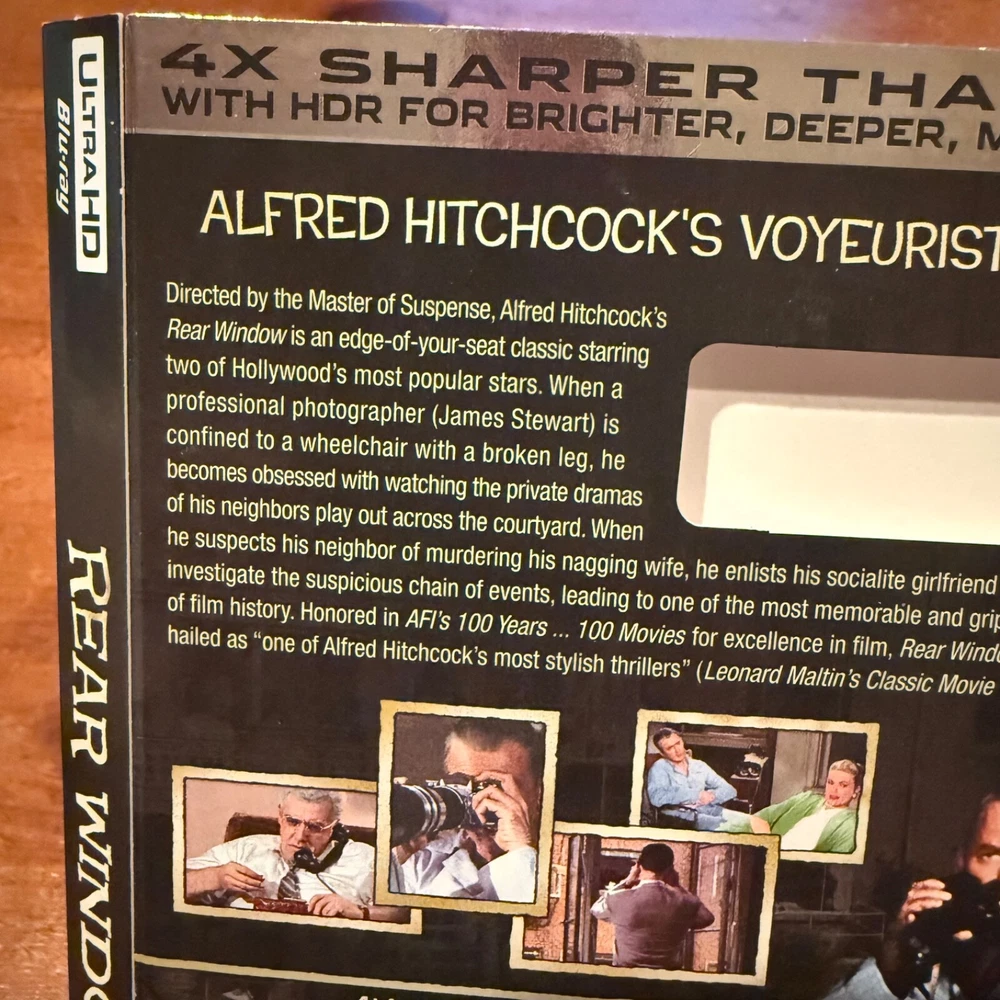 ULTRA HD
Blu-ray
REAR WINDO
4X SHARPER THA
WITH HDR FOR BRIGHTER, DEEPER, M
ALFRED HITCHCOCK'S VOYEURIST
Directed by the Master of Suspense, Alfred Hitchcock's
Rear Window is an edge-of-your-seat classic starring
two of Hollywood's most popular stars. When a
professional photographer (James Stewart) is
confined to a wheelchair with a broken leg, he
becomes obsessed with watching the private dramas
of his neighbors play out across the courtyard. When
he suspects his neighbor of murdering his nagging wife, he enlists his socialite girlfriend
investigate the suspicious chain of events, leading to one of the most memorable and grip
of film history. Honored in AFI's 100 Years ... 100 Movies for excellence in film, Rear Windo
hailed as “one of Alfred Hitchcock's most stylish thrillers” (Leonard Maltin's Classic Movie